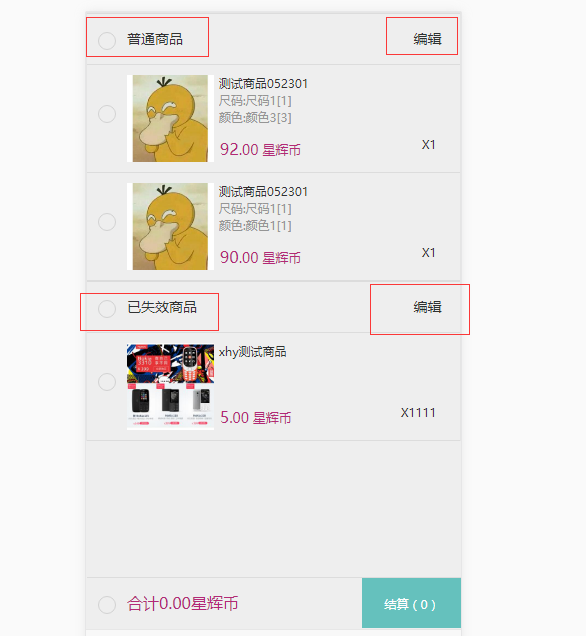 普通商品 编辑
测试商品052301
尺码:尺码1[1]
颜色:颜色3[3]
92.00 星辉币 X1
测试商品052301
尺码:尺码1[1]
颜色:颜色1[1]
90.00 星辉币 X1
已失效商品 编辑
xhy测试商品
5.00 星辉币 X1111
合计0.00星辉币 结算 ( 0 )